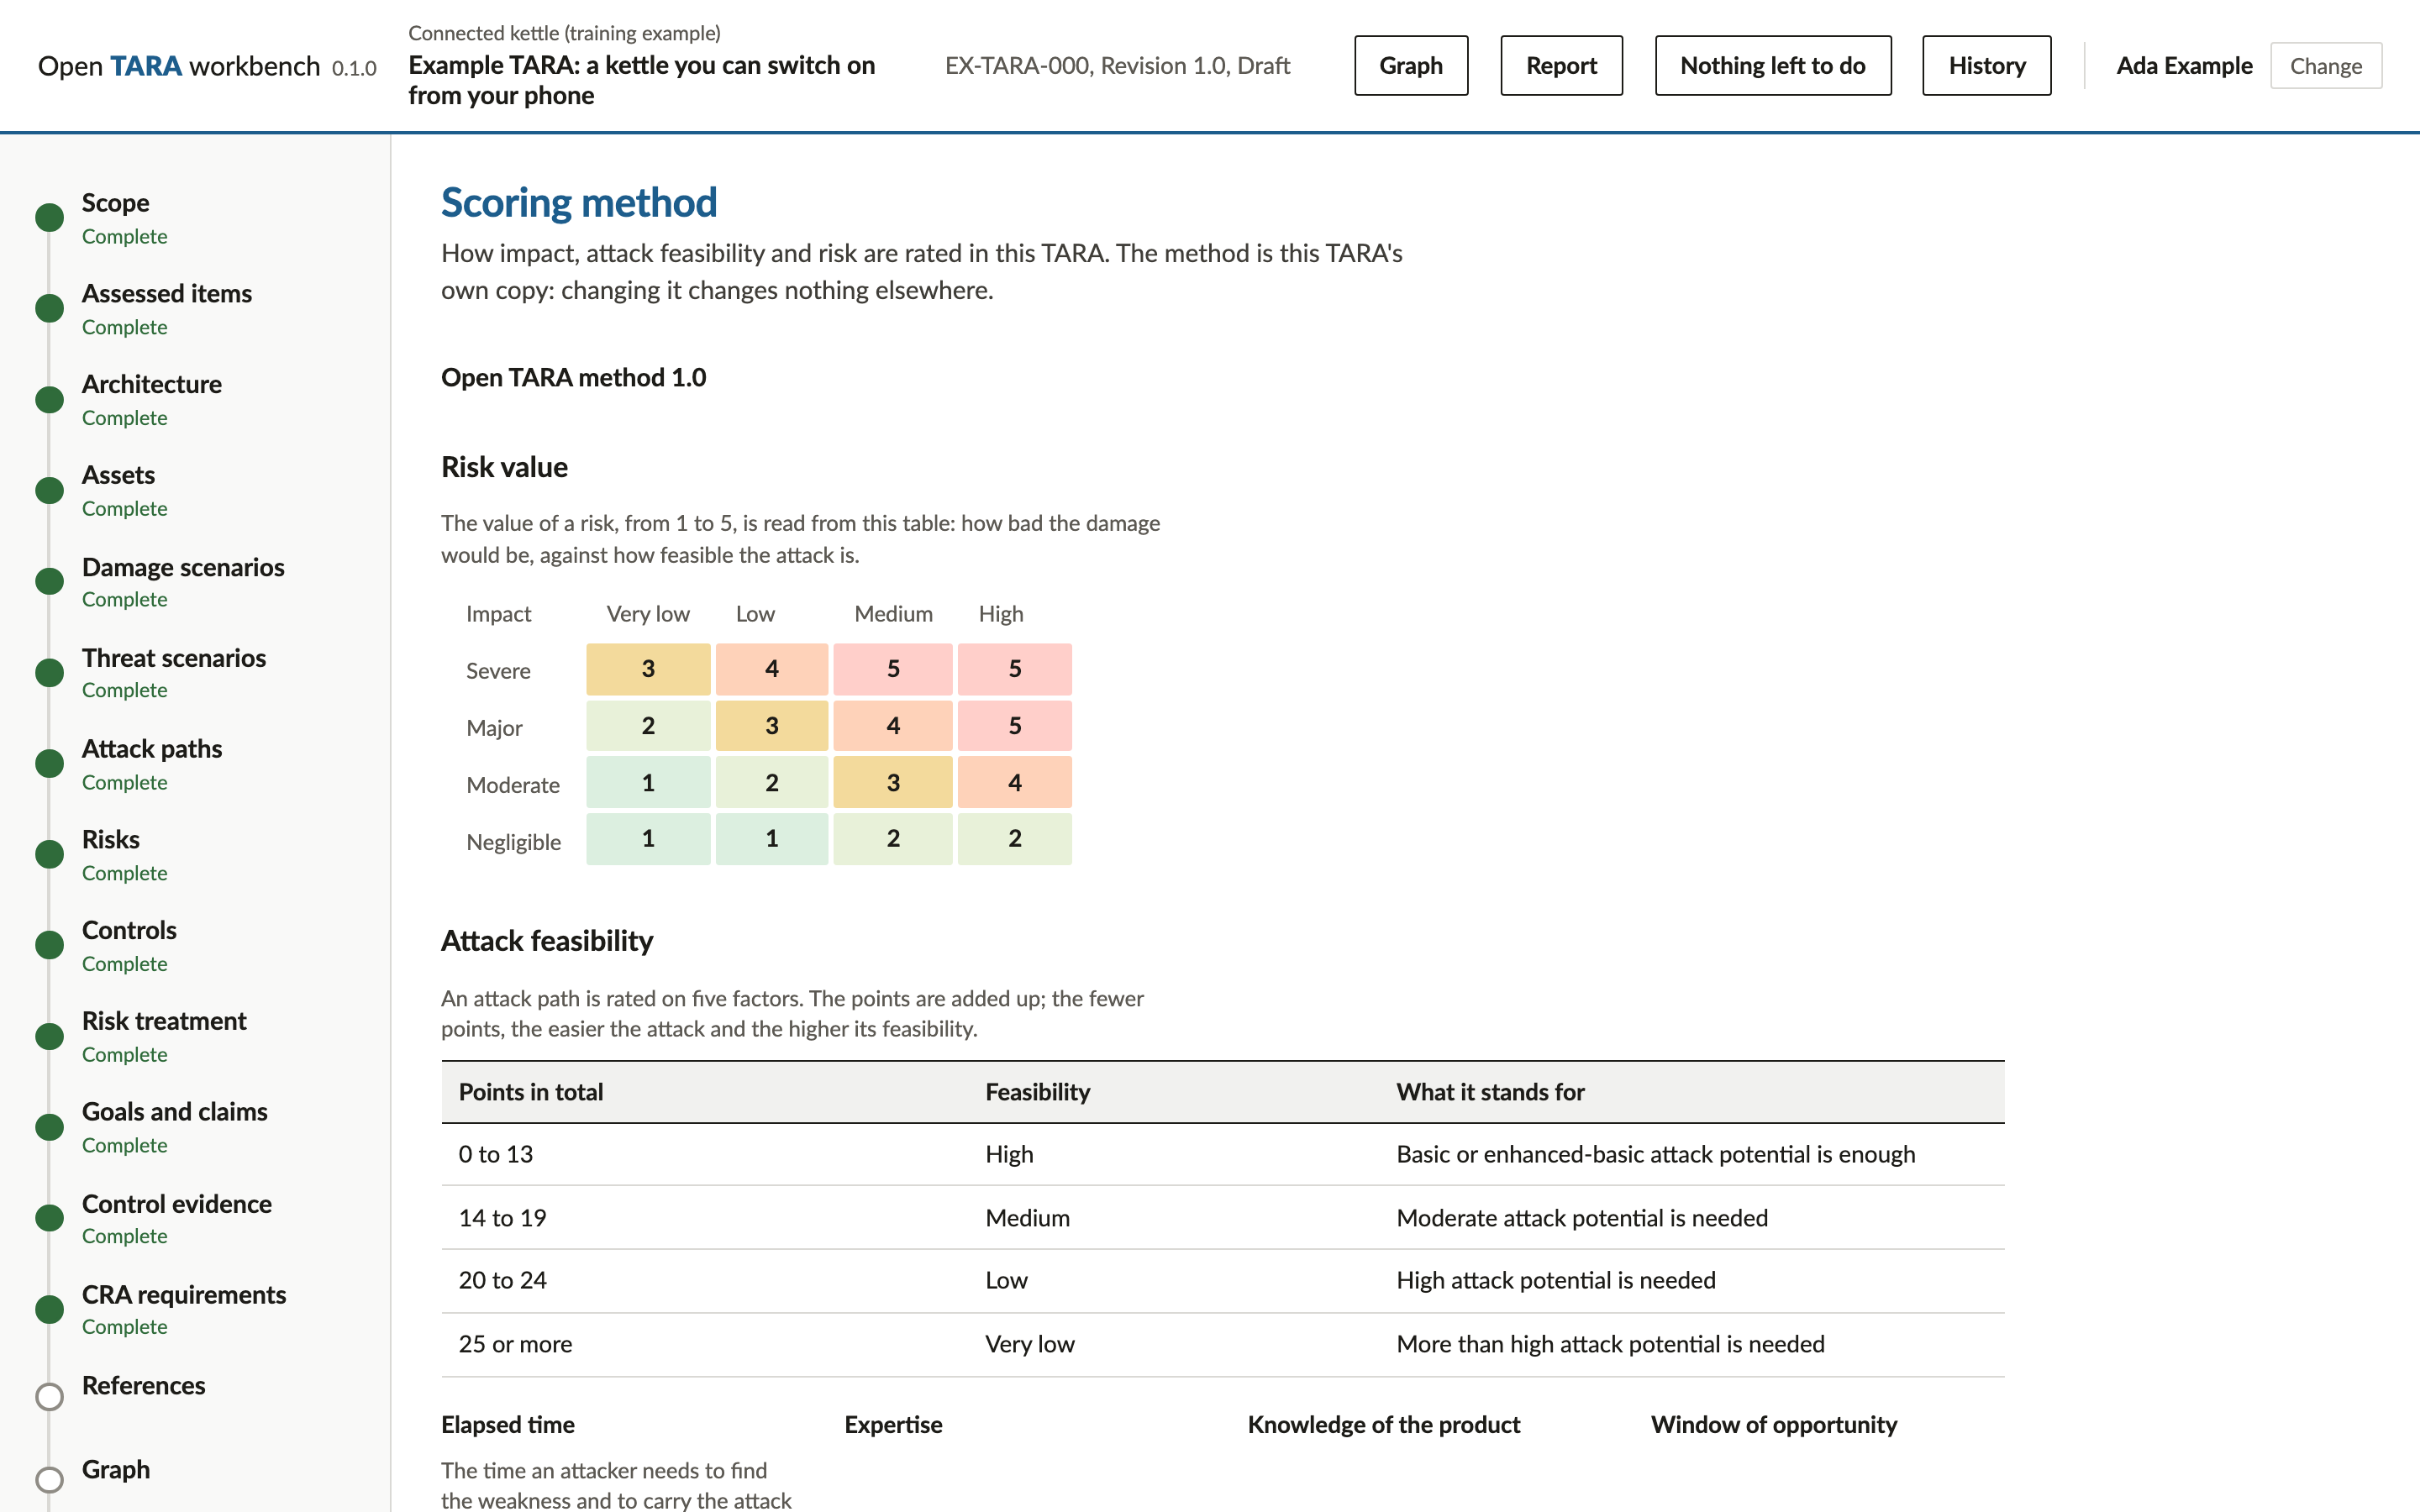 Open TARA workbench 0.1.0
Connected kettle (training example)
Example TARA: a kettle you can switch on
from your phone
EX-TARA-000, Revision 1.0, Draft
Graph
Report
Nothing left to do
History
Ada Example
Change
Scope
Complete
Assessed items
Complete
Architecture
Complete
Assets
Complete
Damage scenarios
Complete
Threat scenarios
Complete
Attack paths
Complete
Risks
Complete
Controls
Complete
Risk treatment
Complete
Goals and claims
Complete
Control evidence
Complete
CRA requirements
Complete
References
Graph
Scoring method
How impact, attack feasibility and risk are rated in this TARA. The method is this TARA's
own copy: changing it changes nothing elsewhere.
Open TARA method 1.0
Risk value
The value of a risk, from 1 to 5, is read from this table: how bad the damage
would be, against how feasible the attack is.
Impact Very low Low Medium High
Severe 3 4 5 5
Major 2 3 4 5
Moderate 1 2 3 4
Negligible 1 1 2 2
Attack feasibility
An attack path is rated on five factors. The points are added up; the fewer
points, the easier the attack and the higher its feasibility.
Points in total Feasibility What it stands for
0 to 13 High Basic or enhanced-basic attack potential is enough
14 to 19 Medium Moderate attack potential is needed
20 to 24 Low High attack potential is needed
25 or more Very low More than high attack potential is needed
Elapsed time Expertise Knowledge of the product Window of opportunity
The time an attacker needs to find
the weakness and to carry the attack